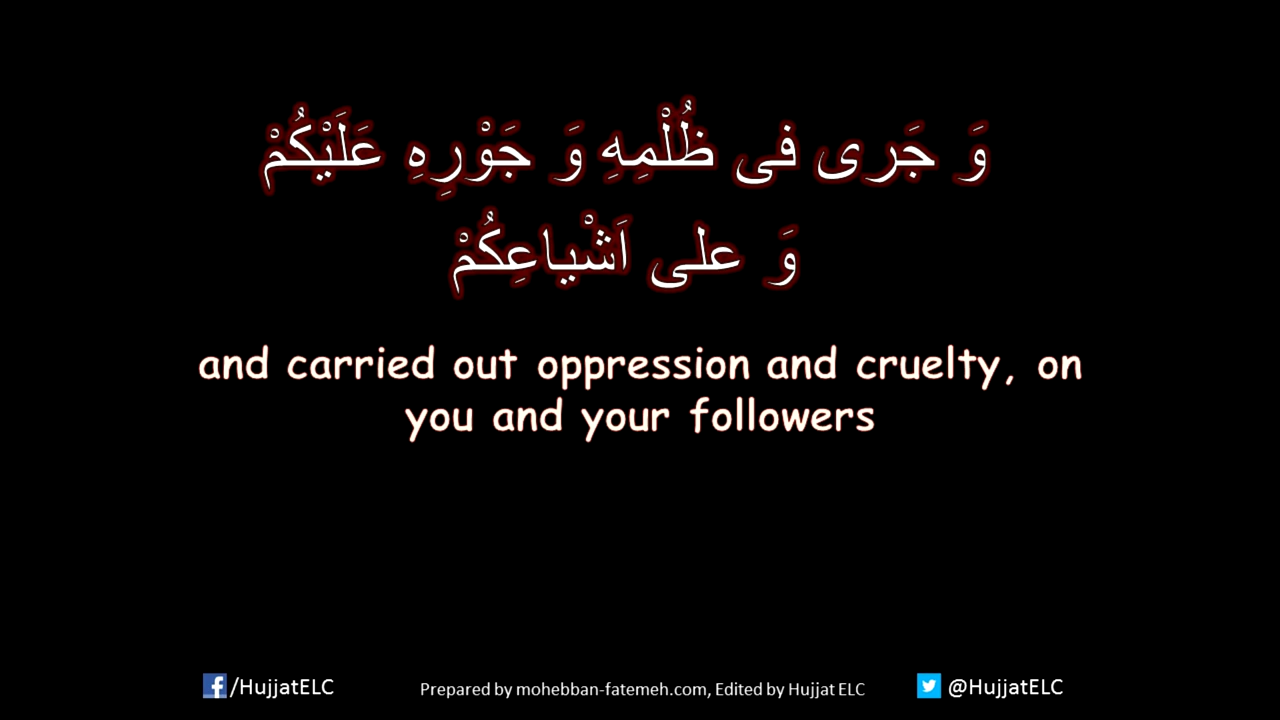 وَ جَرى فى ظُلْمِهِ وَ جَوْرِهِ عَلَيْكُمْ
وَ على اَشْياعِكُمْ
and carried out oppression and cruelty, on
you and your followers
/HujjatELC Prepared by mohebban-fatemeh.com, Edited by Hujjat ELC @HujjatELC